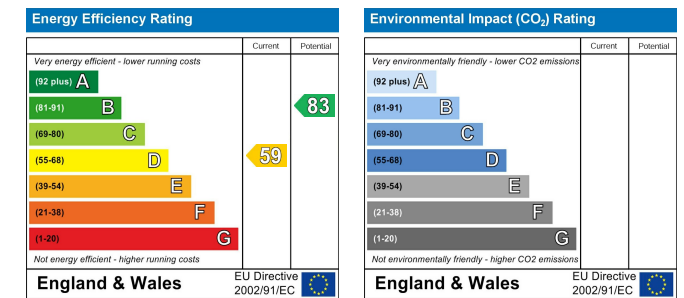 Energy Efficiency Rating
Current Potential
Very energy efficient - lower running costs
(92 plus) A
(81-91) B
83
(69-80) C
(55-68) D
59
(39-54) E
(21-38) F
(1-20) G
Not energy efficient - higher running costs
England & Wales
EU Directive
2002/91/EC
Environmental Impact (CO2) Rating
Current Potential
Very environmentally friendly - lower CO2 emissions
(92 plus) A
(81-91) B
(69-80) C
(55-68) D
(39-54) E
(21-38) F
(1-20) G
Not environmentally friendly - higher CO2 emissions
England & Wales
EU Directive
2002/91/EC